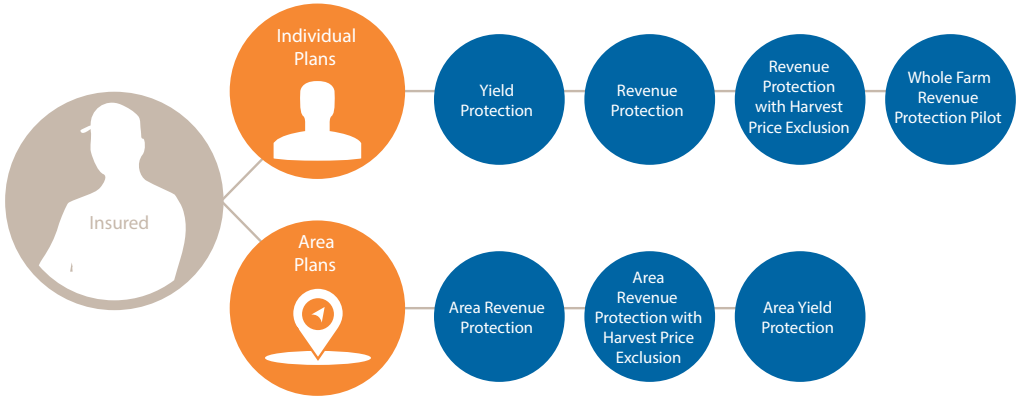 Insured
Individual
Plans
Yield
Protection
Revenue
Protection
Revenue
Protection
with Harvest
Price Exclusion
Whole Farm
Revenue
Protection Pilot
Area
Plans
Area Revenue
Protection
Area
Revenue
Protection with
Harvest Price
Exclusion
Area Yield
Protection